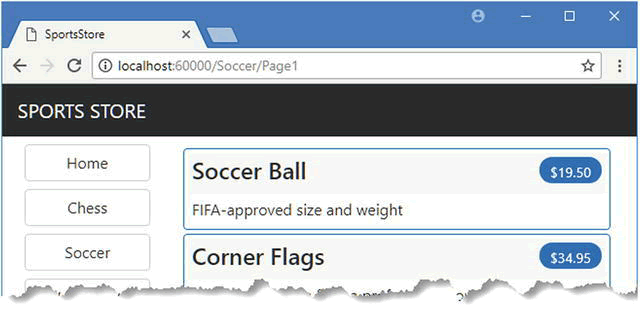 SportsStore
localhost:60000/Soccer/Page1
SPORTS STORE
Home
Soccer Ball
$19.50
Chess
FIFA-approved size and weight
Soccer
Corner Flags
$34.95